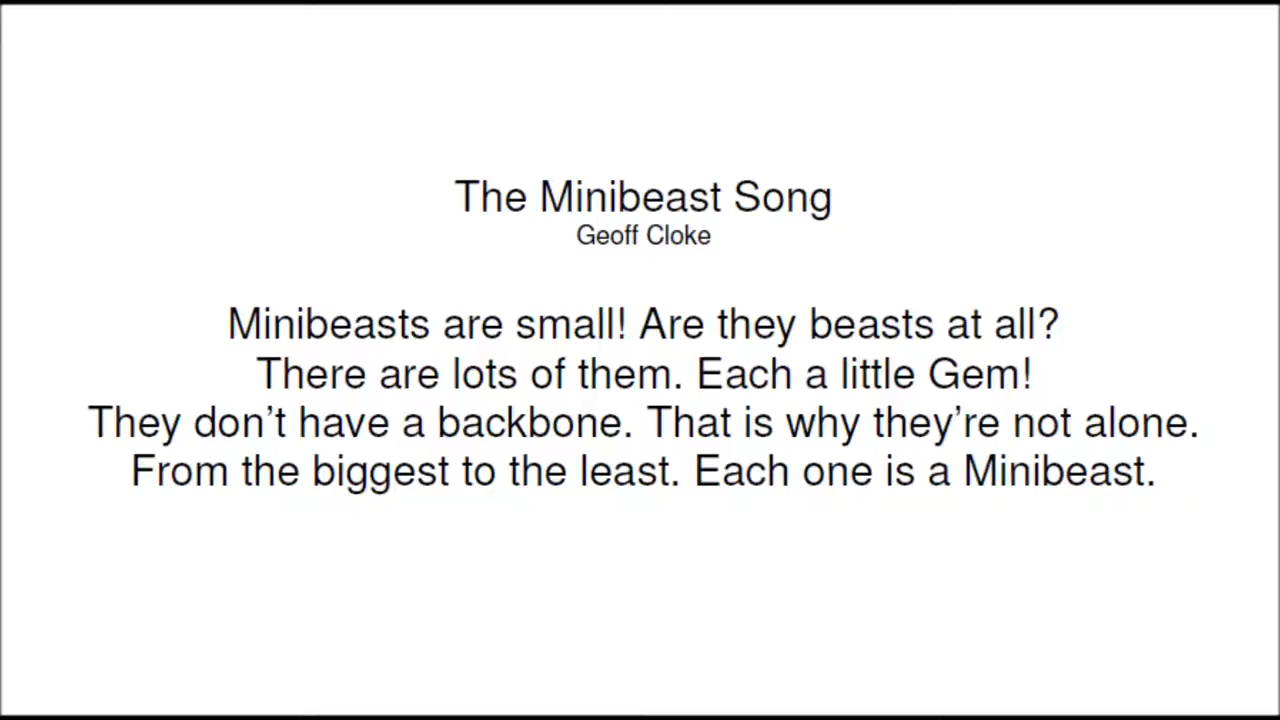 The Minibeast Song
Geoff Cloke
Minibeasts are small! Are they beasts at all?
There are lots of them. Each a little Gem!
They don’t have a backbone. That is why they’re not alone.
From the biggest to the least. Each one is a Minibeast.